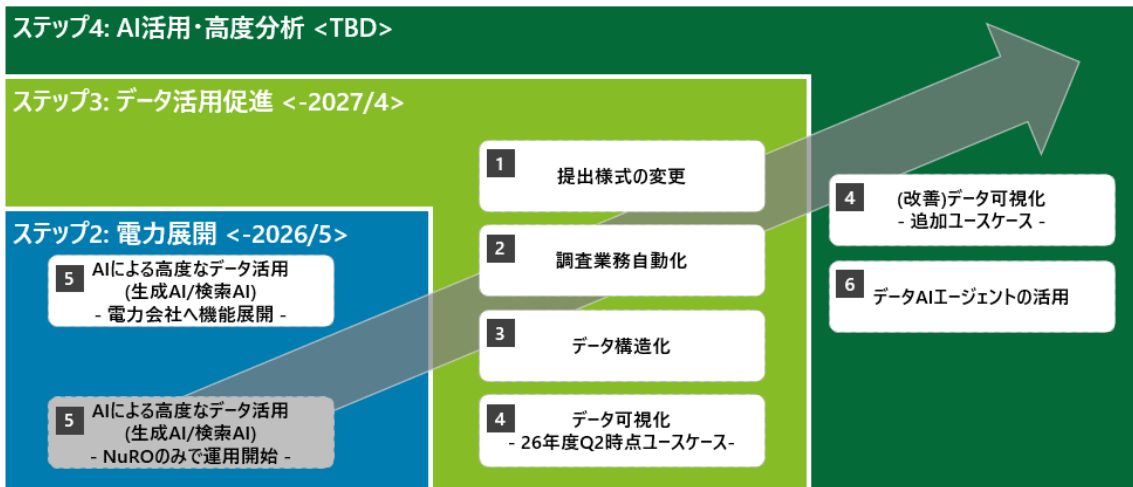 ステップ4: AI活用・高度分析 <TBD>
ステップ3: データ活用促進 <-2027/4>
ステップ2: 電力展開 <-2026/5>
5
AIによる高度なデータ活用
(生成AI/検索AI)
- 電力会社へ機能展開 -
5
AIによる高度なデータ活用
(生成AI/検索AI)
- NuROのみで運用開始 -
1
提出様式の変更
2
調査業務自動化
3
データ構造化
4
データ可視化
- 26年度Q2時点ユースケース-
4
(改善)データ可視化
- 追加ユースケース -
6
データAIエージェントの活用